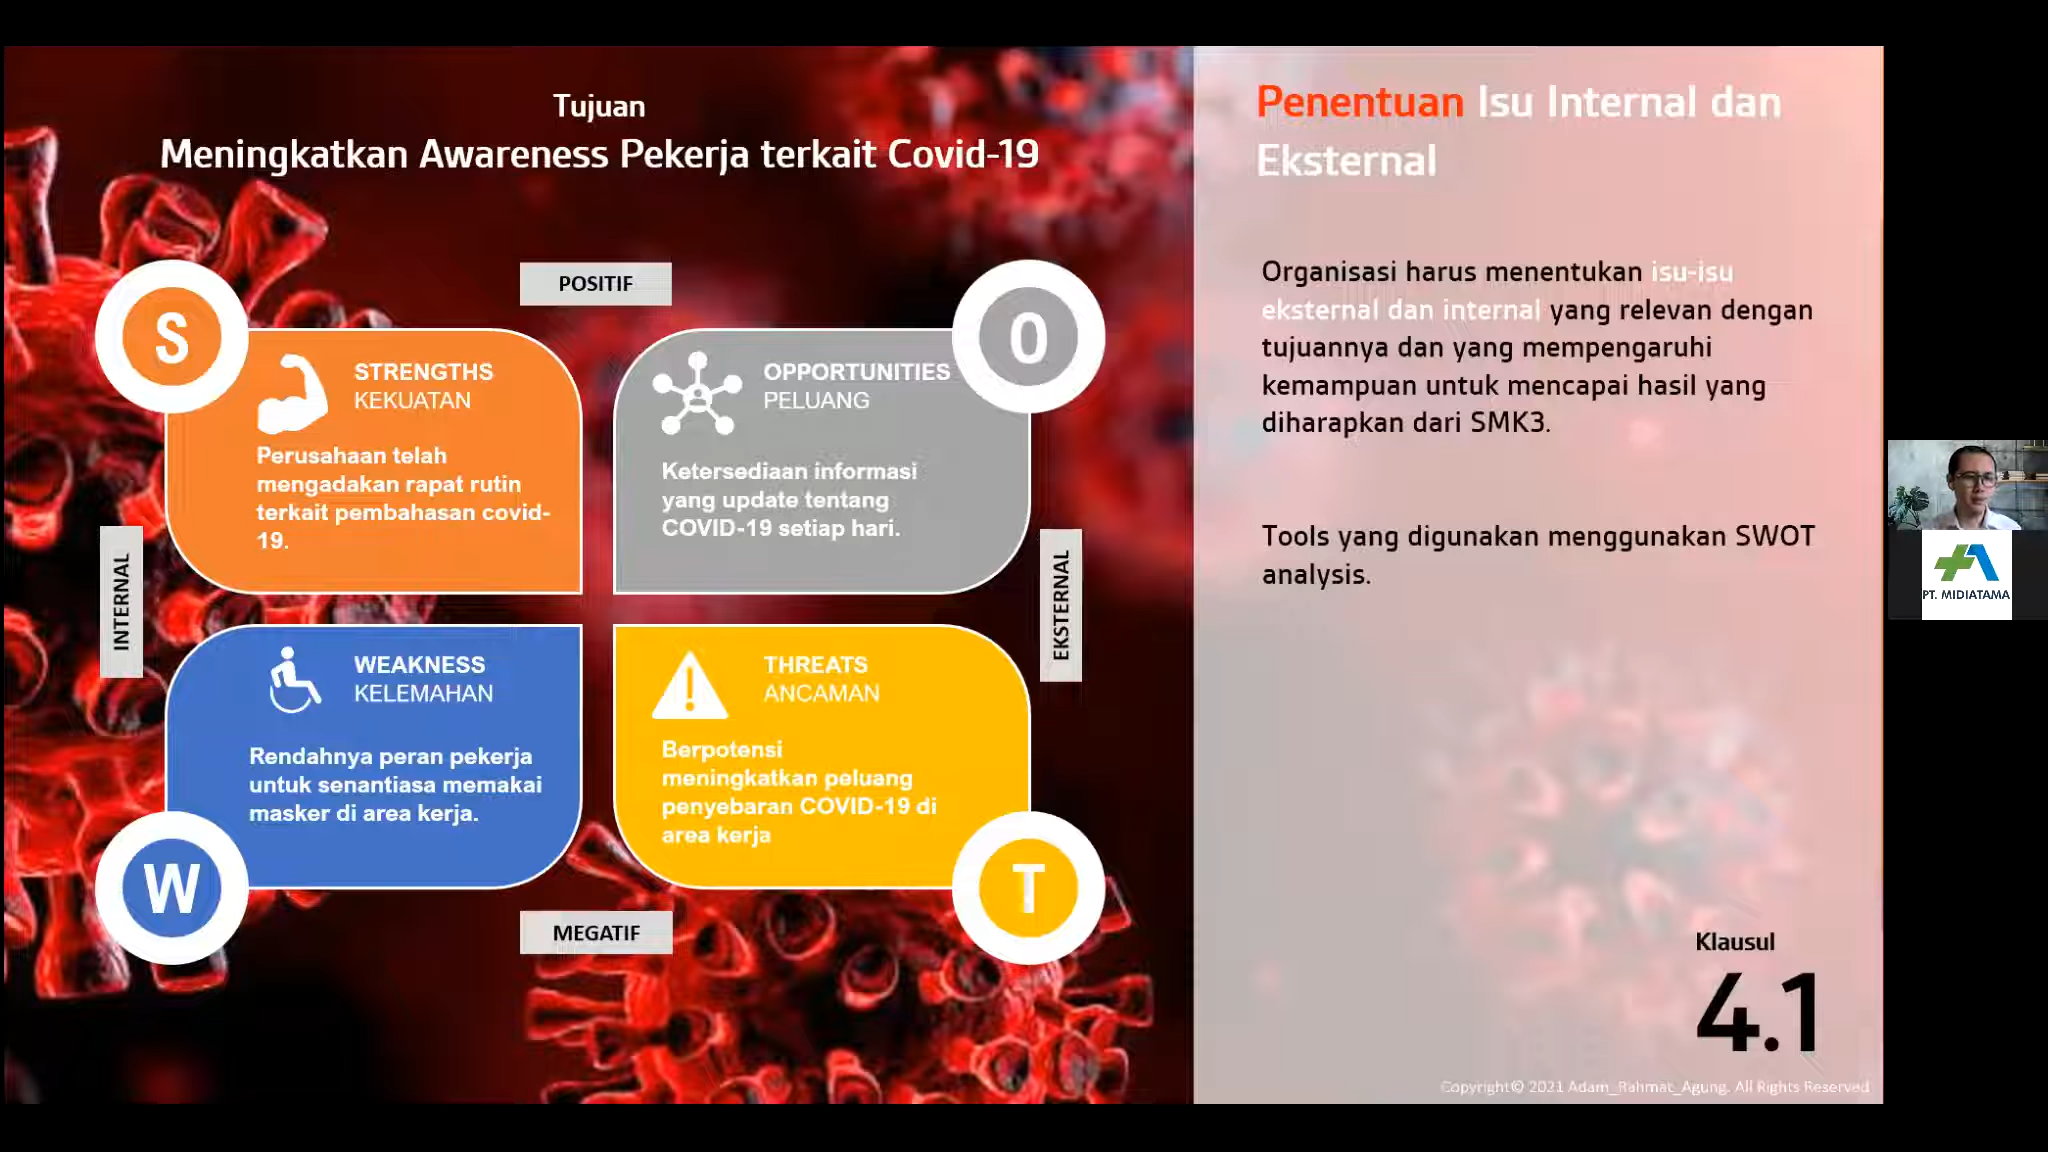 Tujuan
Meningkatkan Awareness Pekerja terkait Covid-19
POSITIF
S
STRENGTHS
KEKUATAN
Perusahaan telah
mengadakan rapat rutin
terkait pembahasan covid-
19.
O
OPPORTUNITIES
PELUANG
Ketersediaan informasi
yang update tentang
COVID-19 setiap hari.
INTERNAL
EKSTERNAL
W
WEAKNESS
KELEMAHAN
Rendahnya peran pekerja
untuk senantiasa memakai
masker di area kerja.
T
THREATS
ANCAMAN
Berpotensi
meningkatkan peluang
penyebaran COVID-19 di
area kerja
MEGATIF
Penentuan Isu Internal dan
Eksternal
Organisasi harus menentukan isu-isu
eksternal dan internal yang relevan dengan
tujuannya dan yang mempengaruhi
kemampuan untuk mencapai hasil yang
diharapkan dari SMK3.
Tools yang digunakan menggunakan SWOT
analysis.
Klausul
4.1
Copyright© 2021 Adam_Rahmat_Agung. All Rights Reserved
PT. MIDIATAMA